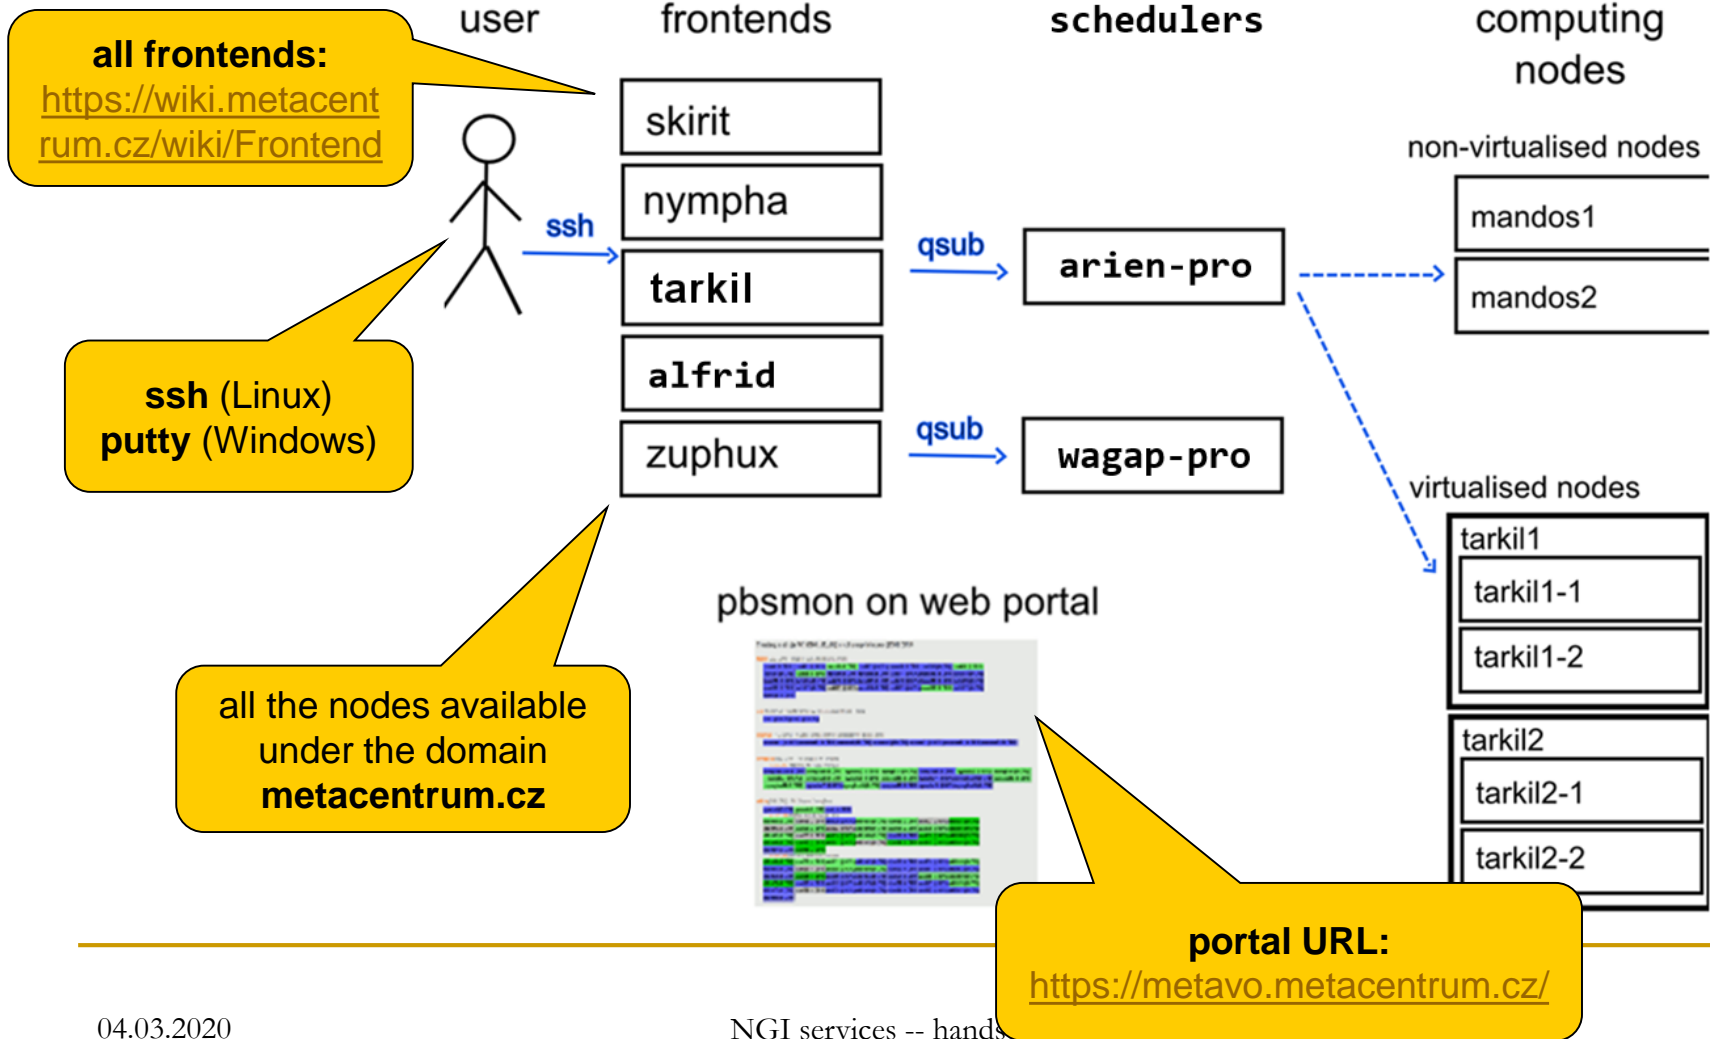 user
frontends
schedulers
computing
nodes
all frontends:
https://wiki.metacent
rum.cz/wiki/Frontend
skirit
nympha
tarkil
alfrid
zuphux
ssh
qsub
arien-pro
qsub
wagap-pro
non-virtualised nodes
mandos1
mandos2
virtualised nodes
tarkil1
tarkil1-1
tarkil1-2
tarkil2
tarkil2-1
tarkil2-2
ssh (Linux)
putty (Windows)
all the nodes available
under the domain
metacentrum.cz
pbsmon on web portal
portal URL:
https://metavo.metacentrum.cz/
04.03.2020
NGI services -- hands